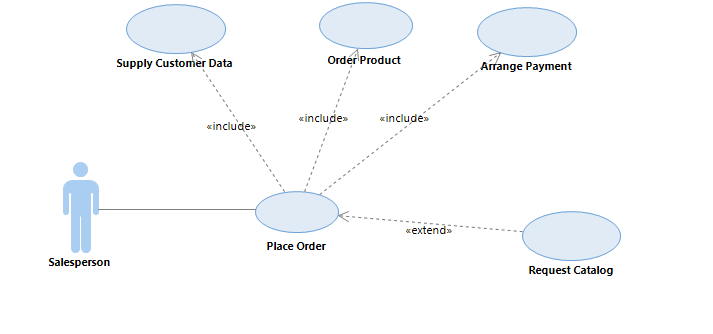 Supply Customer Data
Order Product
Arrange Payment
«include»
«include»
«include»
Place Order
«extend»
Salesperson
Request Catalog